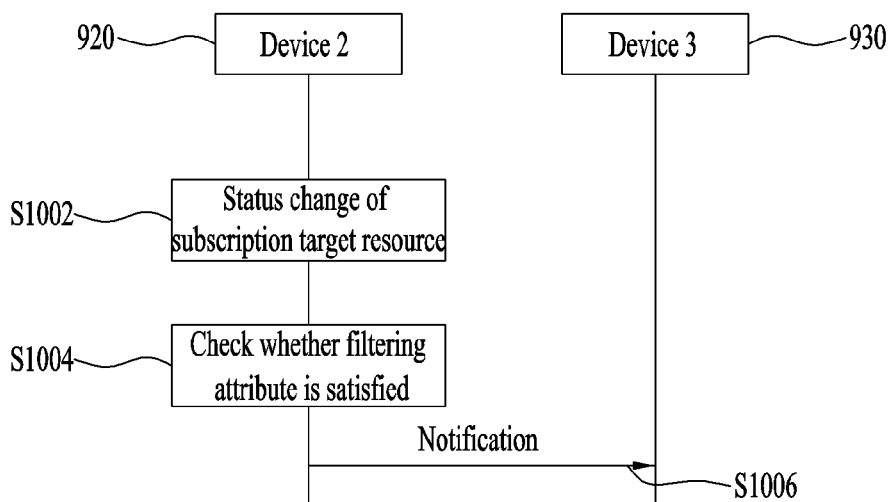 920
Device 2
Device 3
930
S1002
Status change of
subscription target resource
S1004
Check whether filtering
attribute is satisfied
Notification
S1006